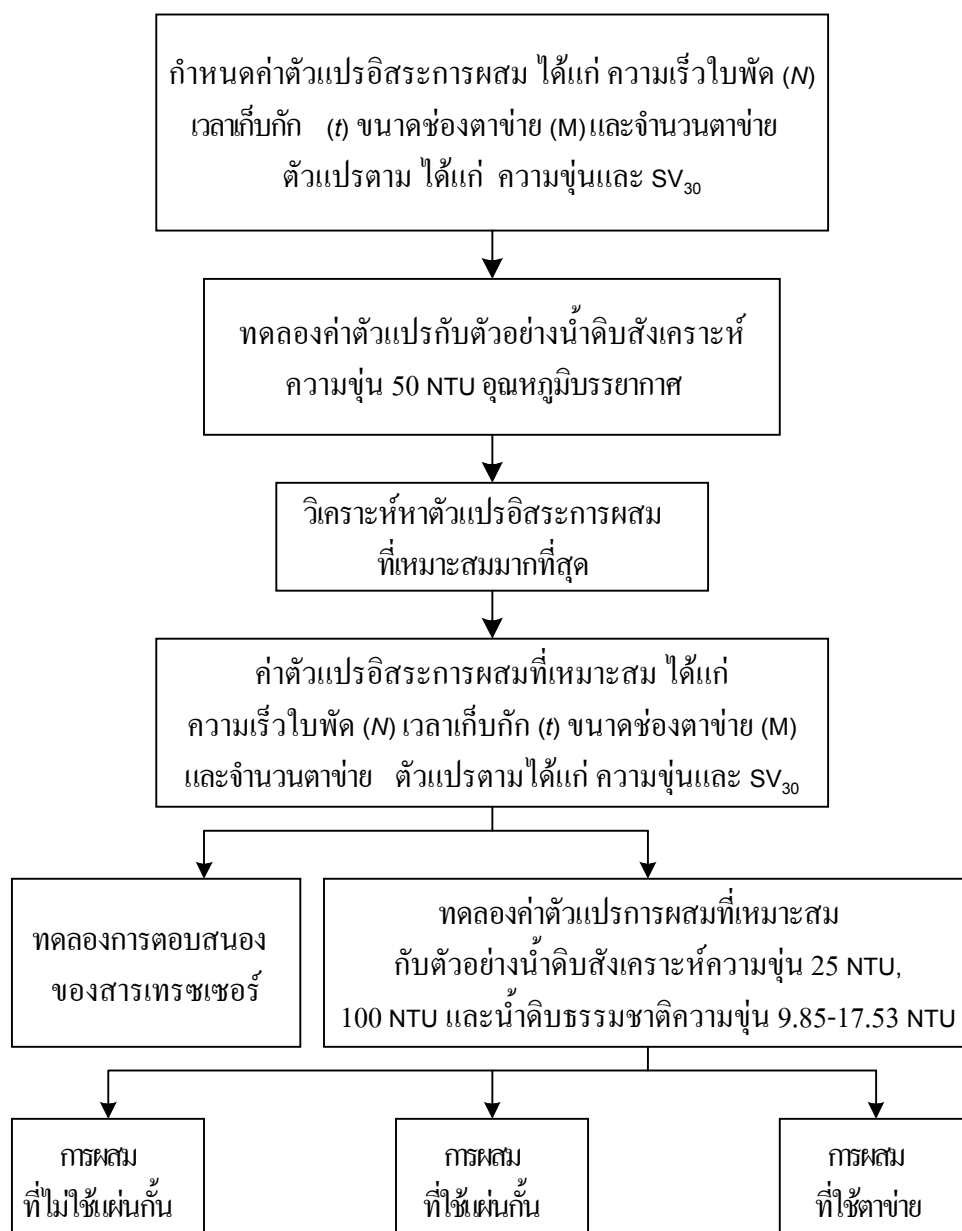 กำหนดค่าตัวแปรอิสระการผสม ได้แก่ ความเร็วใบพัด (N)
เวลาเก็บกัก (t) ขนาดช่องตาข่าย (M) และจำนวนตาข่าย
ตัวแปรตาม ได้แก่ ความขุ่นและ SV30
ทดลองค่าตัวแปรกับตัวอย่างน้ำดิบสังเคราะห์
ความขุ่น 50 NTU อุณหภูมิบรรยากาศ
วิเคราะห์หาตัวแปรอิสระการผสม
ที่เหมาะสมมากที่สุด
ค่าตัวแปรอิสระการผสมที่เหมาะสม ได้แก่
ความเร็วใบพัด (N) เวลาเก็บกัก (t) ขนาดช่องตาข่าย (M)
และจำนวนตาข่าย ตัวแปรตามได้แก่ ความขุ่นและ SV30
ทดลองการตอบสนอง
ของสารเทรซเซอร์
ทดลองค่าตัวแปรการผสมที่เหมาะสม
กับตัวอย่างน้ำดิบสังเคราะห์ความขุ่น 25 NTU,
100 NTU และน้ำดิบธรรมชาติความขุ่น 9.85-17.53 NTU
การผสม
ที่ไม่ใช้แผ่นกั้น
การผสม
ที่ใช้แผ่นกั้น
การผสม
ที่ใช้ตาข่าย